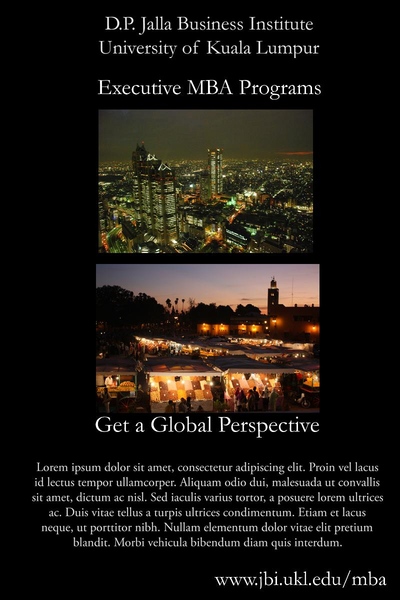 D.P. Jalla Business Institute
University of Kuala Lumpur
Executive MBA Programs
Get a Global Perspective
Lorem ipsum dolor sit amet, consectetur adipiscing elit. Proin vel lacus
id lectus tempor ullamcorper. Aliquam odio dui, malesuada ut convallis
sit amet, dictum ac nisl. Sed iaculis varius tortor, a posuere lorem ultrices
ac. Duis vitae tellus a turpis ultrices condimentum. Etiam et lacus
neque, ut porttitor nibh. Nullam elementum dolor vitae elit pretium
blandit. Morbi vehicula bibendum diam quis interdum.
www.jbi.ukl.edu/mba